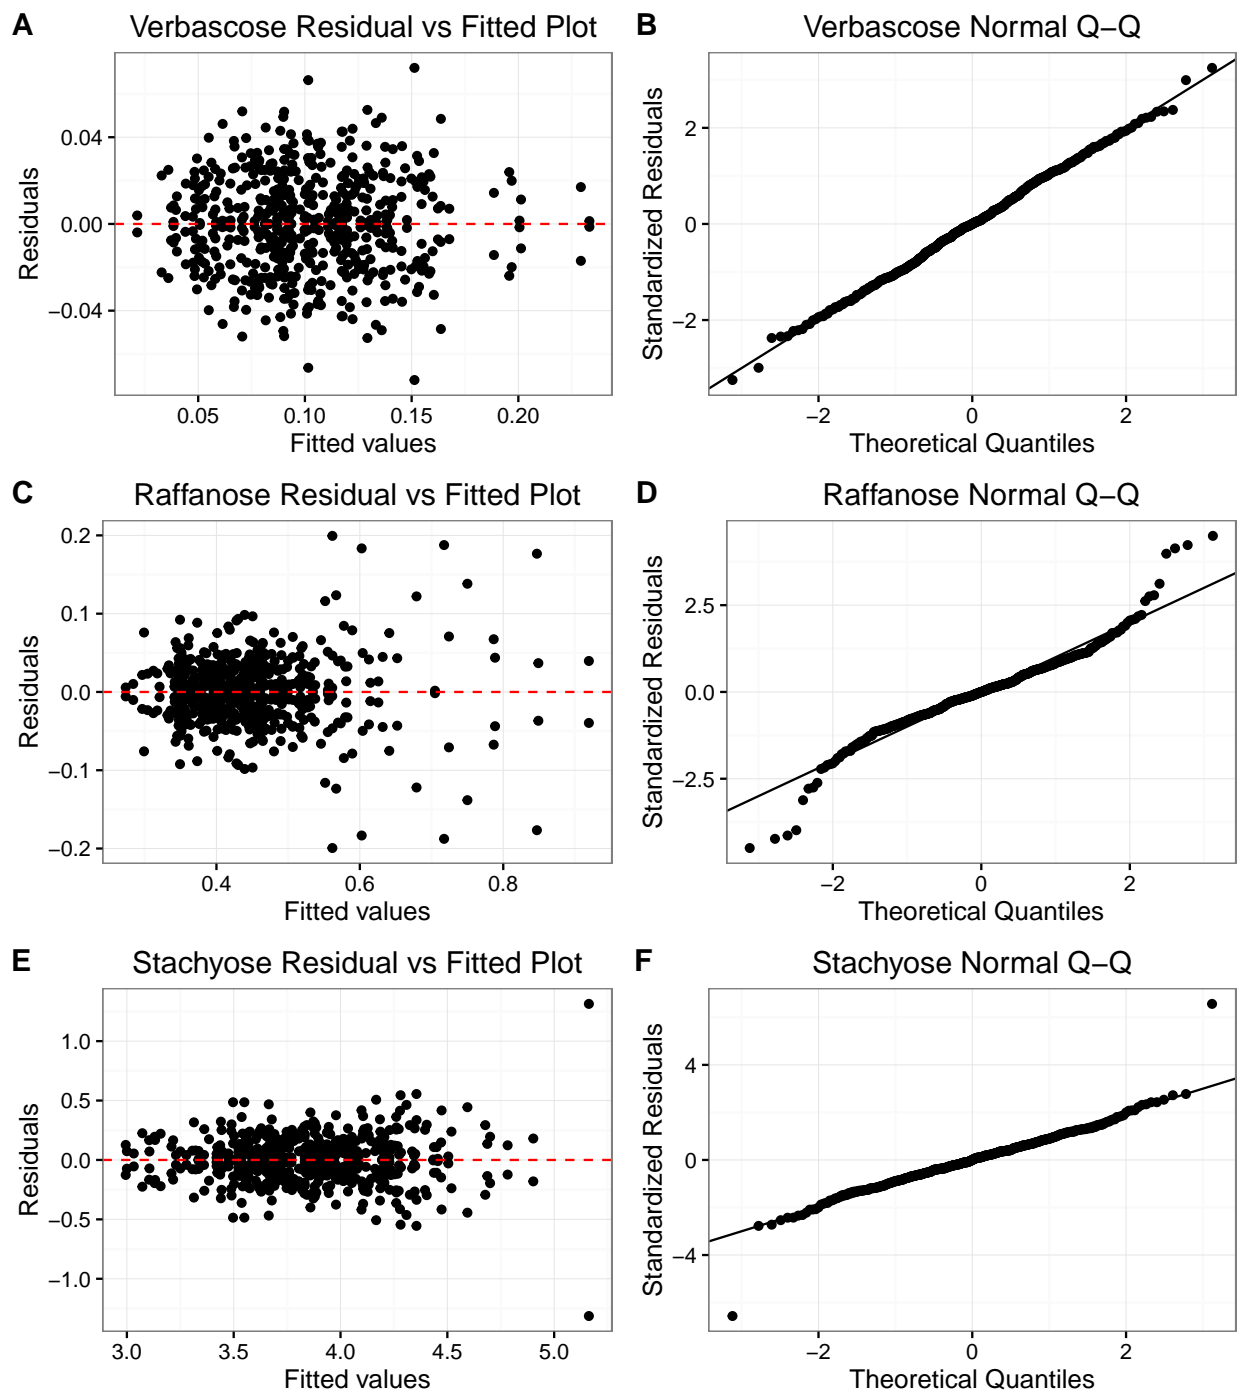 A Verbascose Residual vs Fitted Plot
0.04
0.00
−0.04
Residuals
0.05 0.10 0.15 0.20
Fitted values
B Verbascose Normal Q−Q
2
0
−2
Standardized Residuals
−2 0 2
Theoretical Quantiles
C Raffanose Residual vs Fitted Plot
0.2
0.1
0.0
−0.1
−0.2
Residuals
0.4 0.6 0.8
Fitted values
D Raffanose Normal Q−Q
2.5
0.0
−2.5
Standardized Residuals
−2 0 2
Theoretical Quantiles
E Stachyose Residual vs Fitted Plot
1.0
0.5
0.0
−0.5
−1.0
Residuals
3.0 3.5 4.0 4.5 5.0
Fitted values
F Stachyose Normal Q−Q
4
0
−4
Standardized Residuals
−2 0 2
Theoretical Quantiles